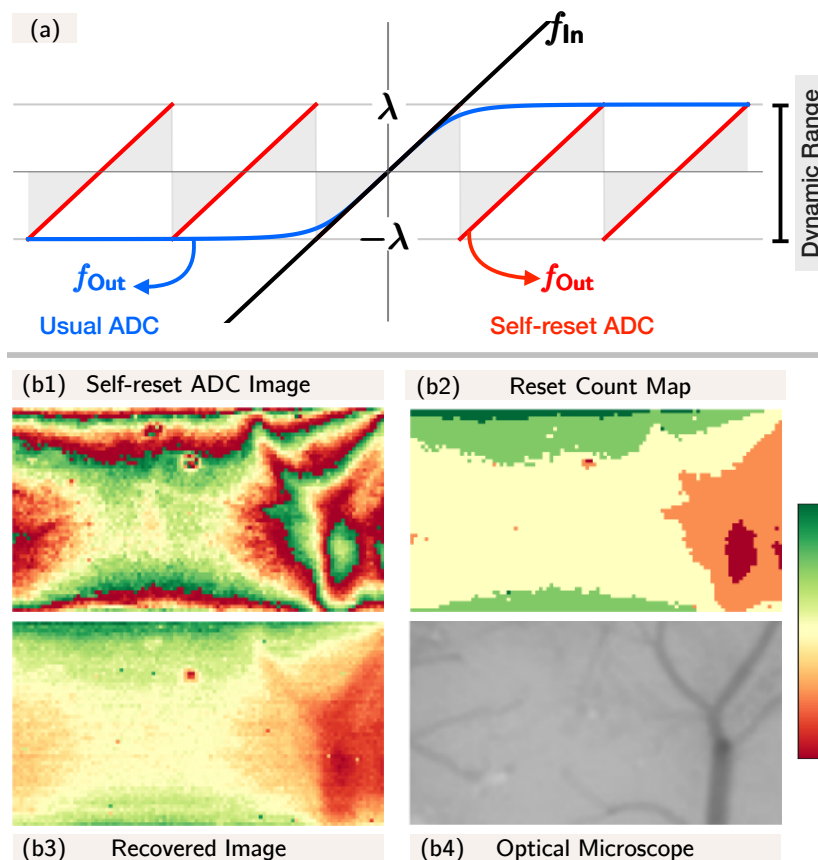 (a)
f_In
λ
−λ
Dynamic Range
f_Out
f_Out
Usual ADC
Self-reset ADC
(b1) Self-reset ADC Image
(b2) Reset Count Map
(b3) Recovered Image
(b4) Optical Microscope